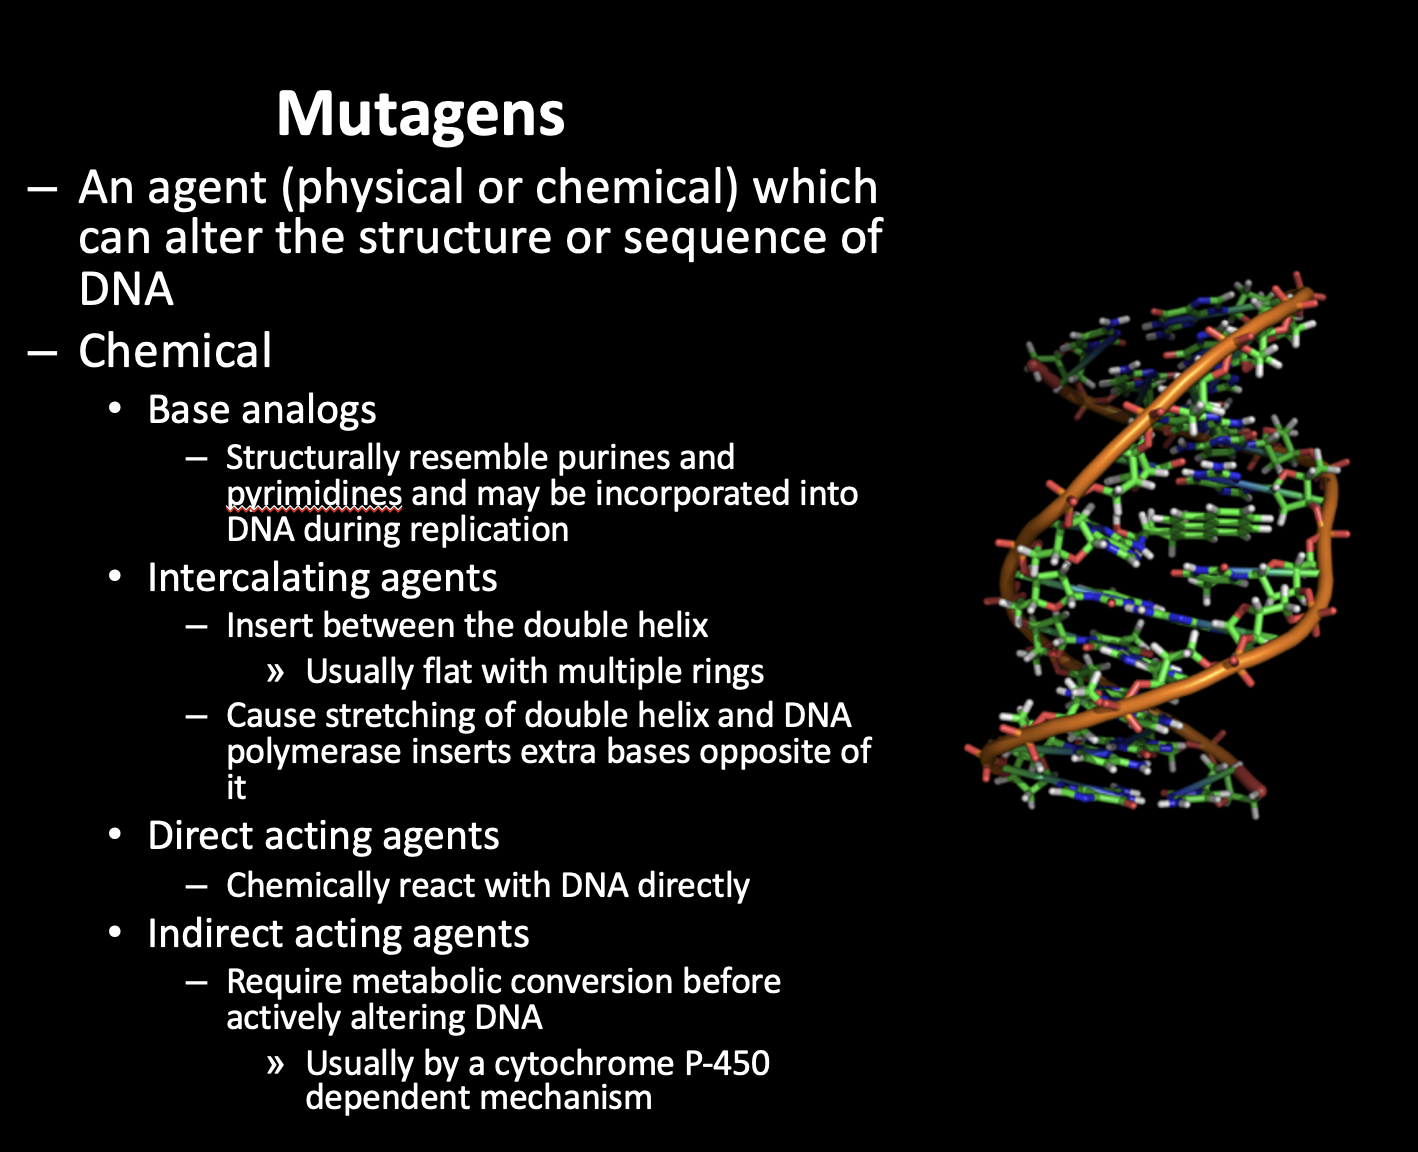 Mutagens
– An agent (physical or chemical) which
can alter the structure or sequence of
DNA
– Chemical
• Base analogs
– Structurally resemble purines and
pyrimidines and may be incorporated into
DNA during replication
• Intercalating agents
– Insert between the double helix
» Usually flat with multiple rings
– Cause stretching of double helix and DNA
polymerase inserts extra bases opposite of
it
• Direct acting agents
– Chemically react with DNA directly
• Indirect acting agents
– Require metabolic conversion before
actively altering DNA
» Usually by a cytochrome P-450
dependent mechanism